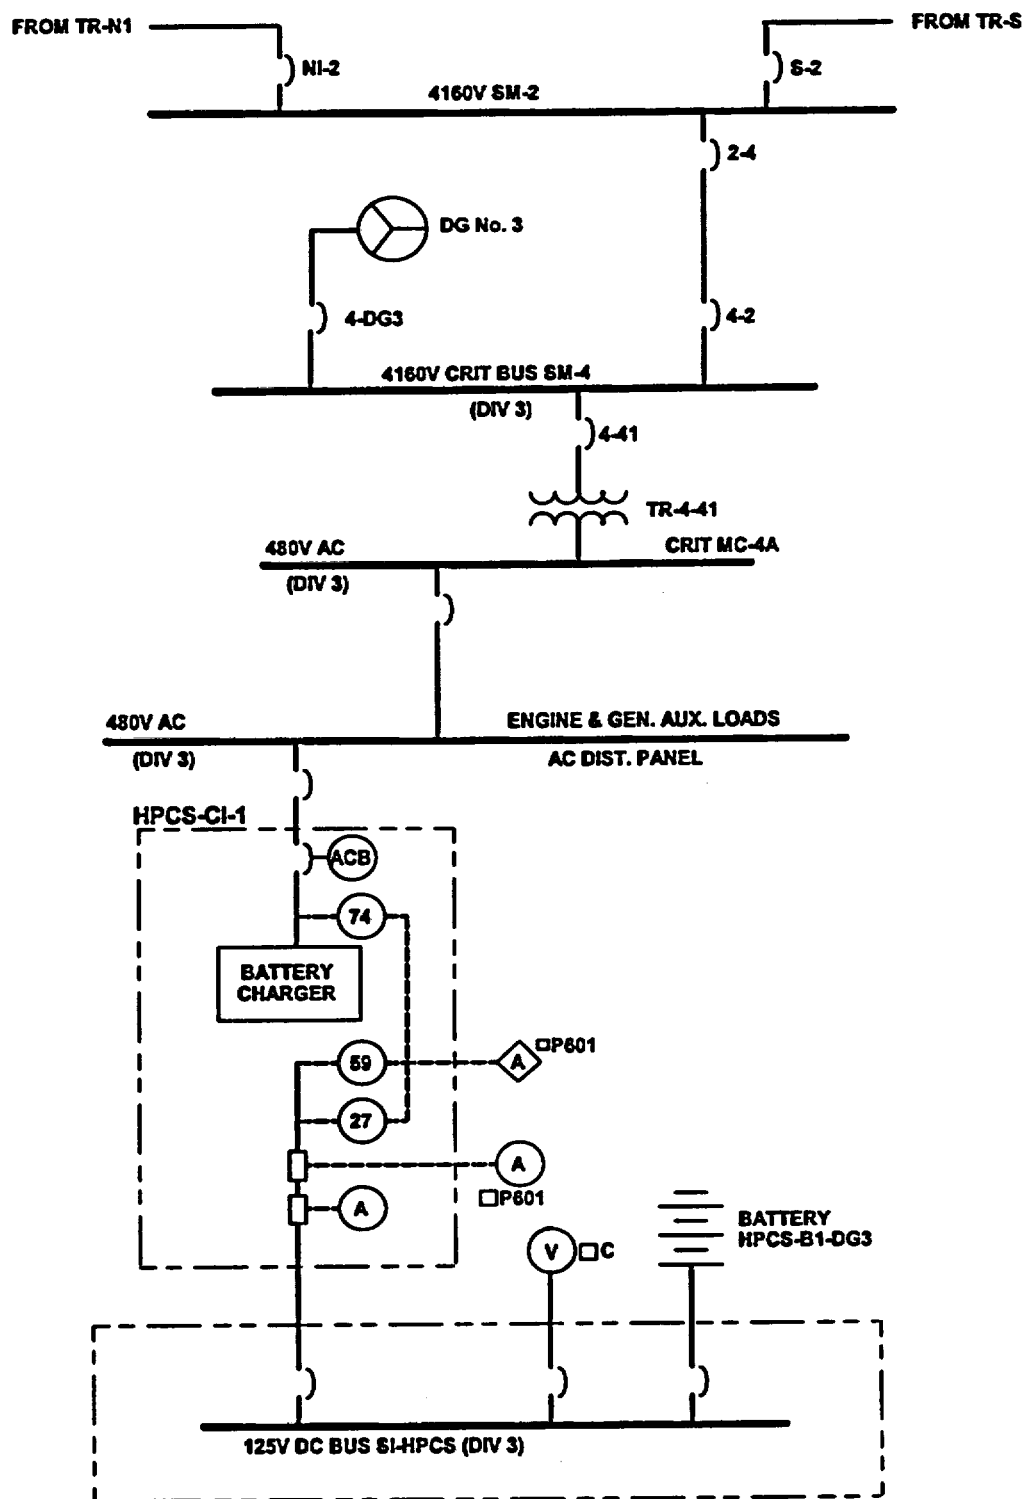 FROM TR-N1
FROM TR-S
NI-2
S-2
4160V SM-2
2-4
DG No. 3
4-DG3
4-2
4160V CRIT BUS SM-4
(DIV 3)
4-41
TR-4-41
480V AC
CRIT MC-4A
(DIV 3)
480V AC
ENGINE & GEN. AUX. LOADS
(DIV 3)
AC DIST. PANEL
HPCS-CI-1
ACB
74
BATTERY
CHARGER
59
A
P601
27
A
P601
A
V
C
BATTERY
HPCS-B1-DG3
125V DC BUS SI-HPCS (DIV 3)